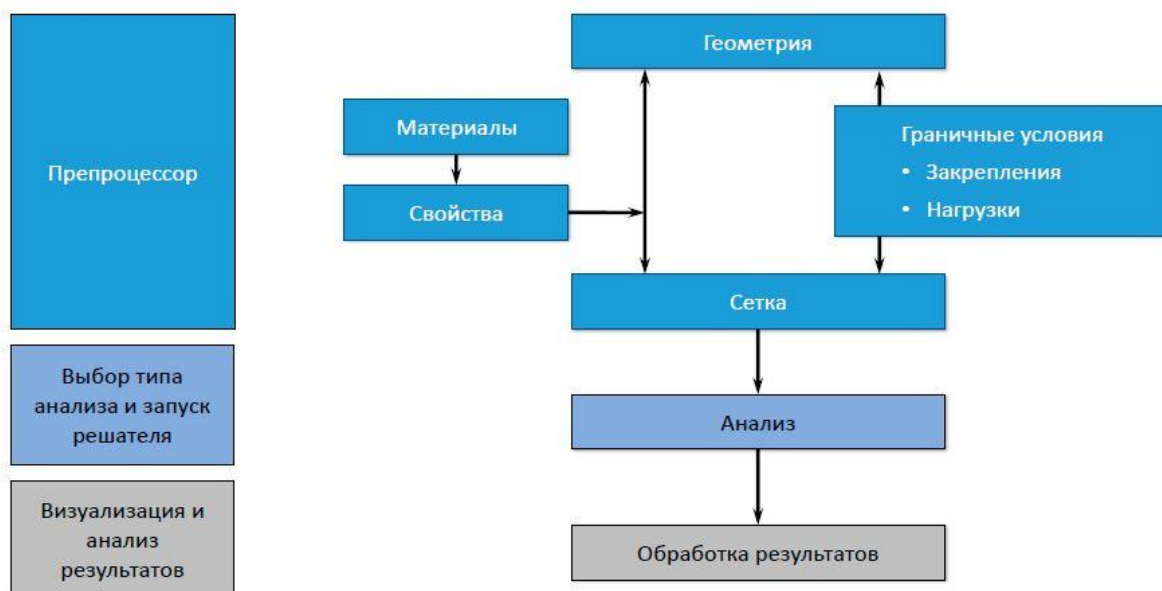 Препроцессор
Выбор типа
анализа и запуск
решателя
Визуализация и
анализ
результатов
Геометрия
Материалы
Свойства
Граничные условия
• Закрепления
• Нагрузки
Сетка
Анализ
Обработка результатов